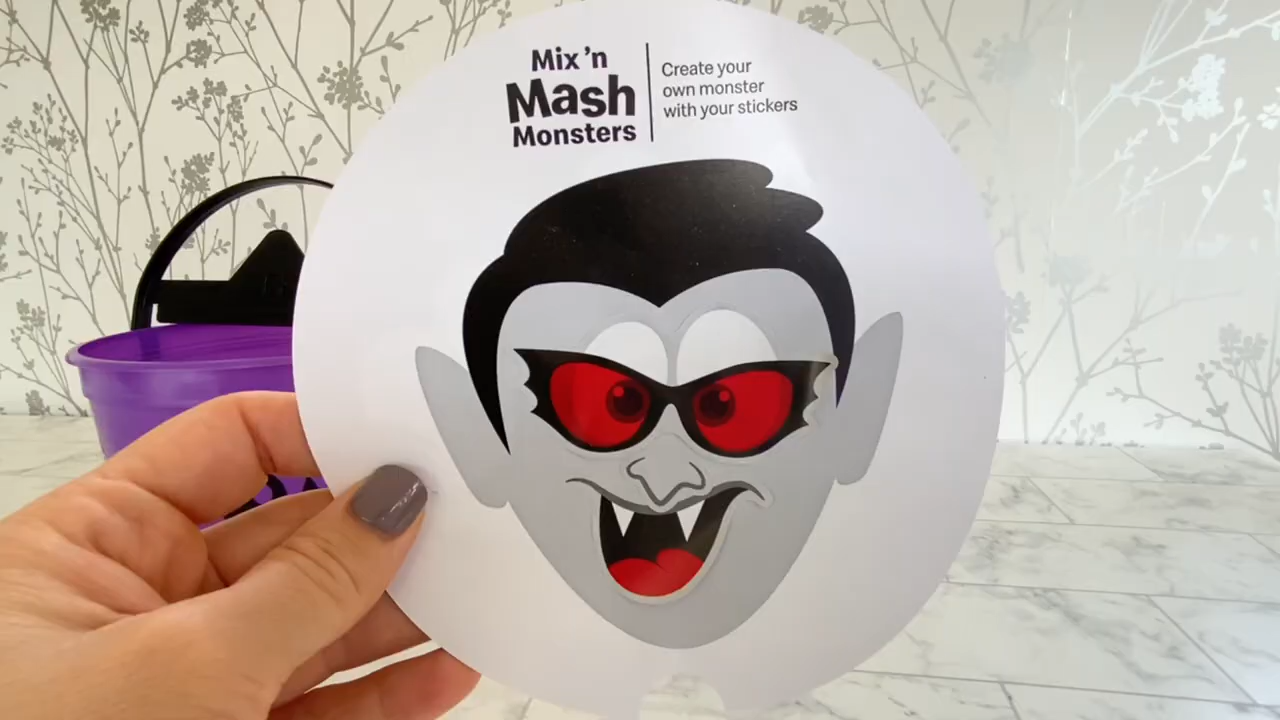 Mix 'n
Mash
Monsters
Create your
own monster
with your stickers